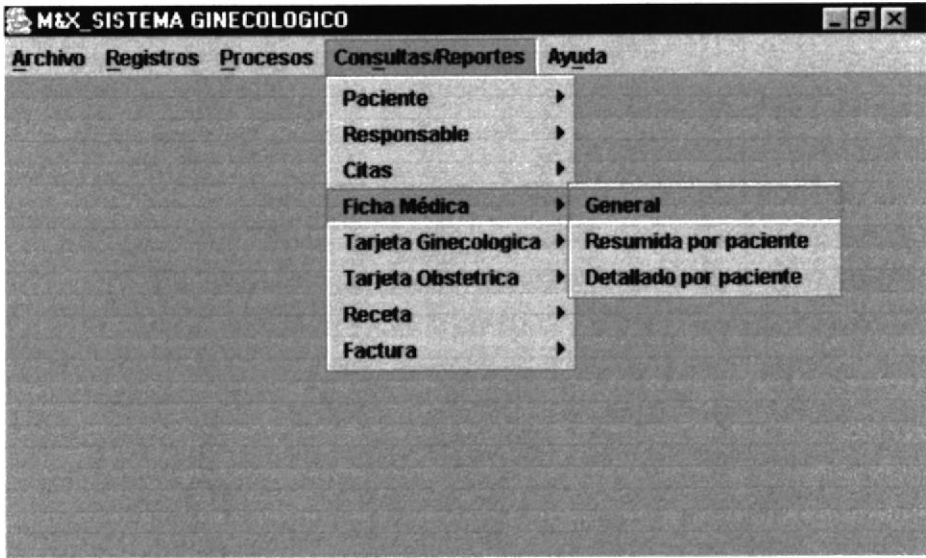 M&X_SISTEMA GINECOLOGICO
Archivo Registros Procesos Consultas/Reportes Ayuda
Paciente
Responsable
Citas
Ficha Médica General
Tarjeta Ginecologica Resumida por paciente
Tarjeta Obstetrica Detallado por paciente
Receta
Factura